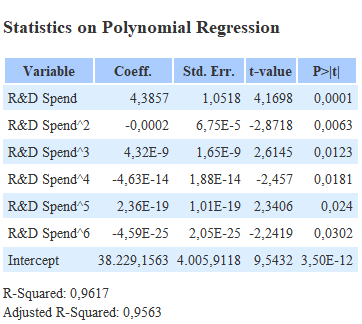 Statistics on Polynomial Regression
Variable Coeff. Std. Err. t-value P>|t|
R&D Spend 4,3857 1,0518 4,1698 0,0001
R&D Spend^2 -0,0002 6,75E-5 -2,8718 0,0063
R&D Spend^3 4,32E-9 1,65E-9 2,6145 0,0123
R&D Spend^4 -4,63E-14 1,88E-14 -2,457 0,0181
R&D Spend^5 2,36E-19 1,01E-19 2,3406 0,024
R&D Spend^6 -4,59E-25 2,05E-25 -2,2419 0,0302
Intercept 38.229,1563 4.005,9118 9,5432 3,50E-12
R-Squared: 0,9617
Adjusted R-Squared: 0,9563